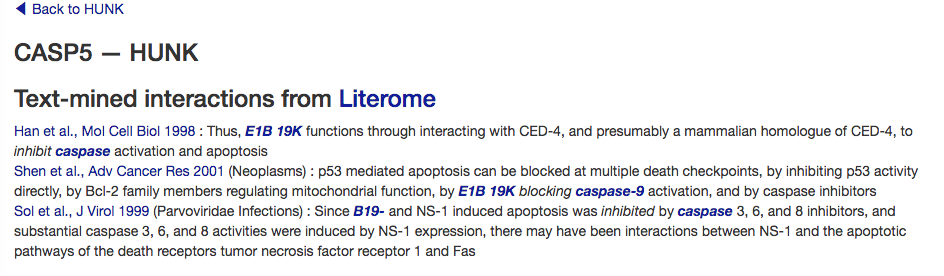 Back to HUNK
CASP5 — HUNK
Text-mined interactions from Literome
Han et al., Mol Cell Biol 1998 : Thus, E1B 19K functions through interacting with CED-4, and presumably a mammalian homologue of CED-4, to
inhibit caspase activation and apoptosis
Shen et al., Adv Cancer Res 2001 (Neoplasms) : p53 mediated apoptosis can be blocked at multiple death checkpoints, by inhibiting p53 activity
directly, by Bcl-2 family members regulating mitochondrial function, by E1B 19K blocking caspase-9 activation, and by caspase inhibitors
Sol et al., J Virol 1999 (Parvoviridae Infections) : Since B19- and NS-1 induced apoptosis was inhibited by caspase 3, 6, and 8 inhibitors, and
substantial caspase 3, 6, and 8 activities were induced by NS-1 expression, there may have been interactions between NS-1 and the apoptotic
pathways of the death receptors tumor necrosis factor receptor 1 and Fas